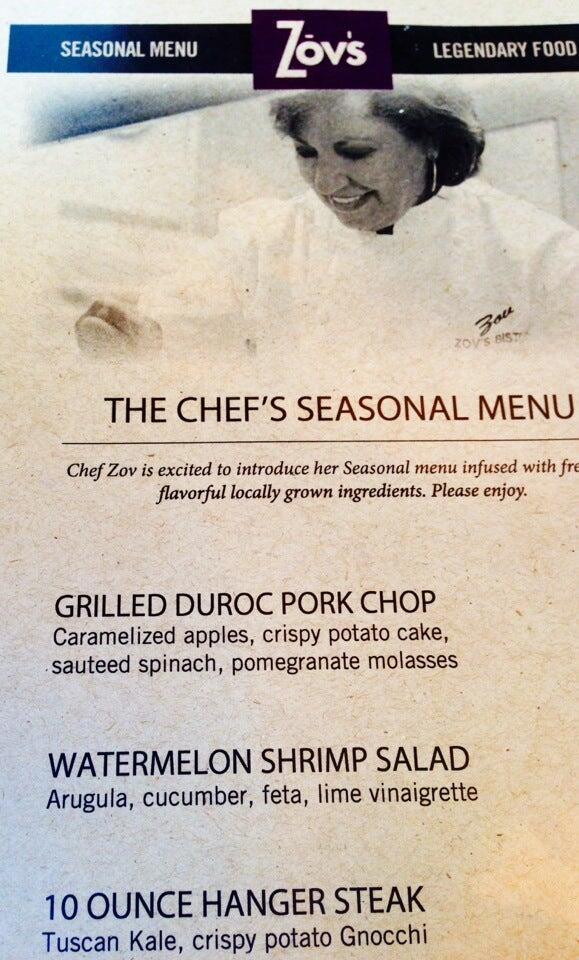 SEASONAL MENU
Zov's
LEGENDARY FOOD
Zov
ZOV'S
THE CHEF'S SEASONAL MENU
Chef Zov is excited to introduce her Seasonal menu infused with
flavorful locally grown ingredients. Please enjoy.
GRILLED DUROC PORK CHOP
Caramelized apples, crispy potato cake,
sauteed spinach, pomegranate molasses
WATERMELON SHRIMP SALAD
Arugula, cucumber, feta, lime vinaigrette
10 OUNCE HANGER STEAK
Tuscan Kale, crispy potato Gnocchi